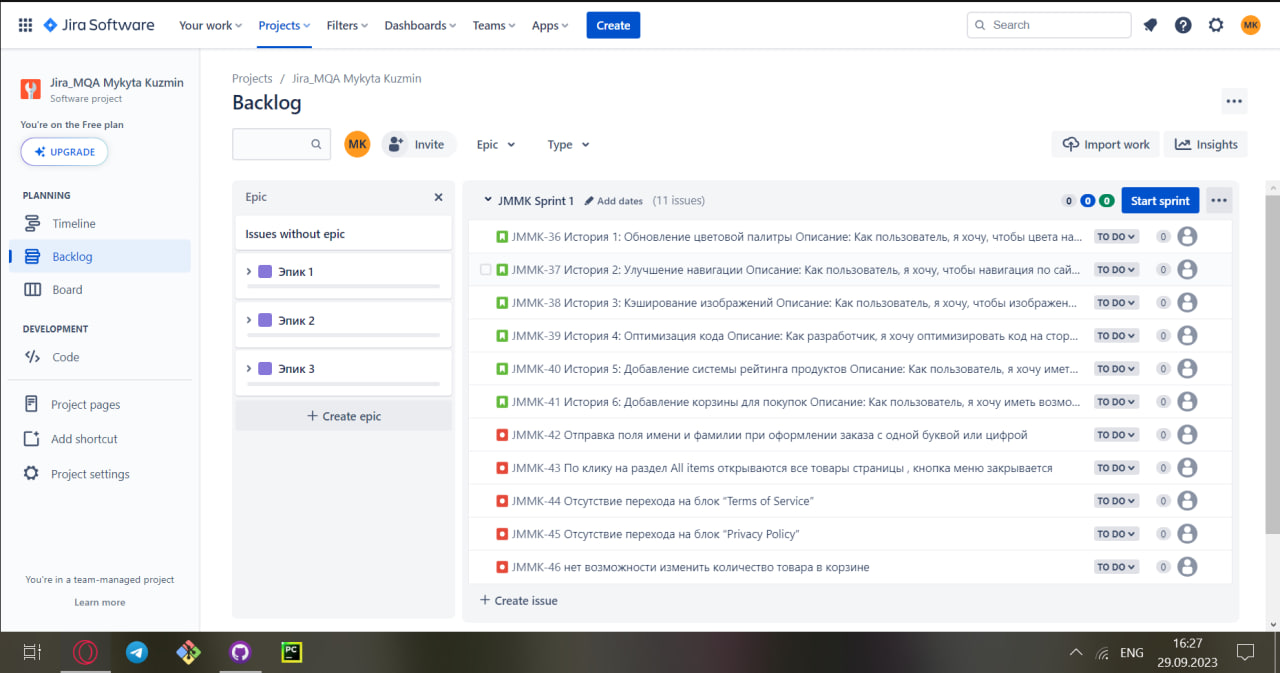 Jira Software Your work Projects Filters Dashboards Teams Apps Create Search MK
Jira_MQA Mykyta Kuzmin
Software project
You're on the Free plan
UPGRADE
PLANNING
Timeline
Backlog
Board
DEVELOPMENT
Code
Project pages
Add shortcut
Project settings
You're in a team-managed project
Learn more
Projects / Jira_MQA Mykyta Kuzmin
Backlog
MK Invite Epic Type Import work Insights
Epic
Issues without epic
Эпик 1
Эпик 2
Эпик 3
+ Create epic
JMMK Sprint 1 Add dates (11 issues) 0 0 0 Start sprint
JMMK-36 История 1: Обновление цветовой палитры Описание: Как пользователь, я хочу, чтобы цвета на... TO DO 0
JMMK-37 История 2: Улучшение навигации Описание: Как пользователь, я хочу, чтобы навигация по сай... TO DO 0
JMMK-38 История 3: Кэширование изображений Описание: Как пользователь, я хочу, чтобы изображен... TO DO 0
JMMK-39 История 4: Оптимизация кода Описание: Как разработчик, я хочу оптимизировать код на стор... TO DO 0
JMMK-40 История 5: Добавление системы рейтинга продуктов Описание: Как пользователь, я хочу имет... TO DO 0
JMMK-41 История 6: Добавление корзины для покупок Описание: Как пользователь, я хочу иметь возмо... TO DO 0
JMMK-42 Отправка поля имени и фамилии при оформлении заказа с одной буквой или цифрой TO DO 0
JMMK-43 По клику на раздел All items открываются все товары страницы , кнопка меню закрывается TO DO 0
JMMK-44 Отсутствие перехода на блок “Terms of Service” TO DO 0
JMMK-45 Отсутствие перехода на блок “Privacy Policy” TO DO 0
JMMK-46 нет возможности изменить количество товара в корзине TO DO 0
+ Create issue
PC
ENG
16:27
29.09.2023